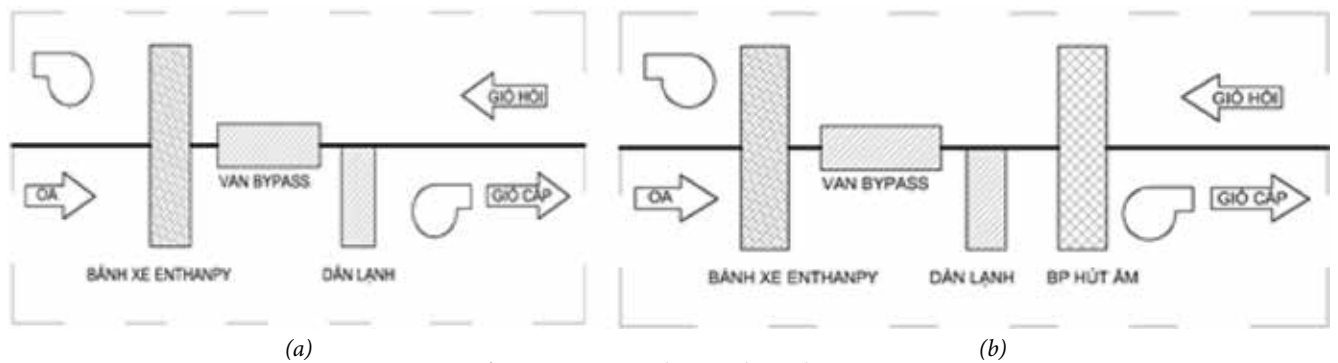 GIÓ HỒI
VAN BYPASS
OA
GIÓ CẤP
BÁNH XE ENTHANPY
DÀN LẠNH
(a)
GIÓ HỒI
VAN BYPASS
OA
GIÓ CẤP
BÁNH XE ENTHANPY
DÀN LẠNH
BP HÚT ẨM
(b)